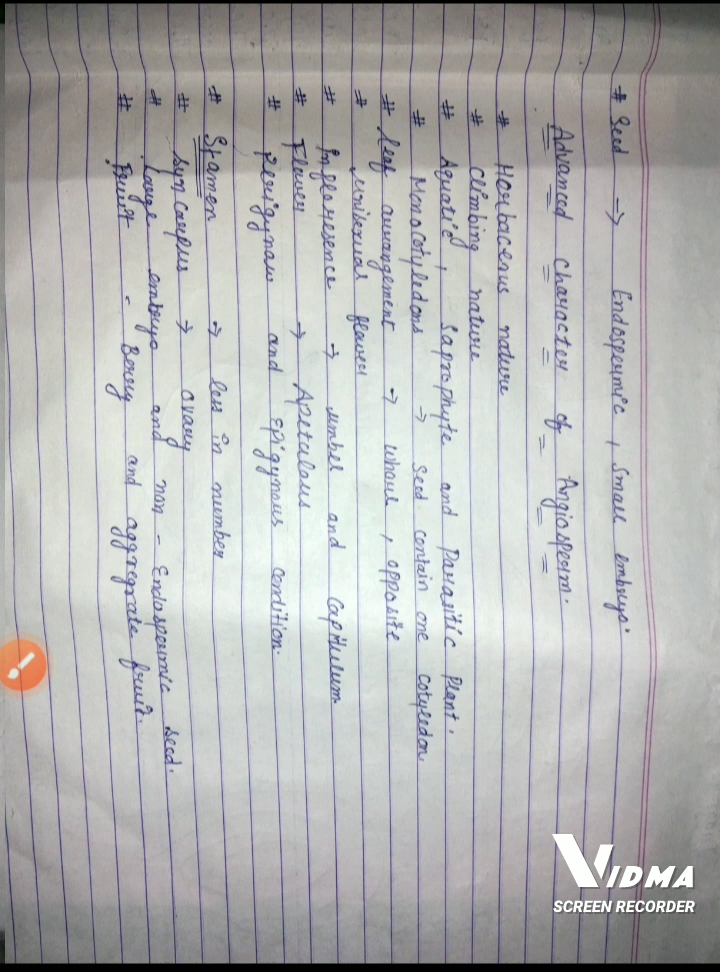 # Seed → Endospermic, Small embryo.
Advanced character of Angiosperm.
# Herbaceous nature
# climbing nature
# Aquatic, Saprophyte and Parasitic Plant.
# Monocotyledons → Seed contain one cotyledon
# Leaf arrangement → whorl, opposite
# Unisexual flower
# Infloresence → umbel and Capitulum
# Flower → Apetalous
# Perigynous and Epigynous condition.
# Stamen → less in number
# Syncarpus → ovary
# Large embryo and non-Endospermic seed.
# Fruit - Berry and aggregate fruit.
VIDMA
SCREEN RECORDER